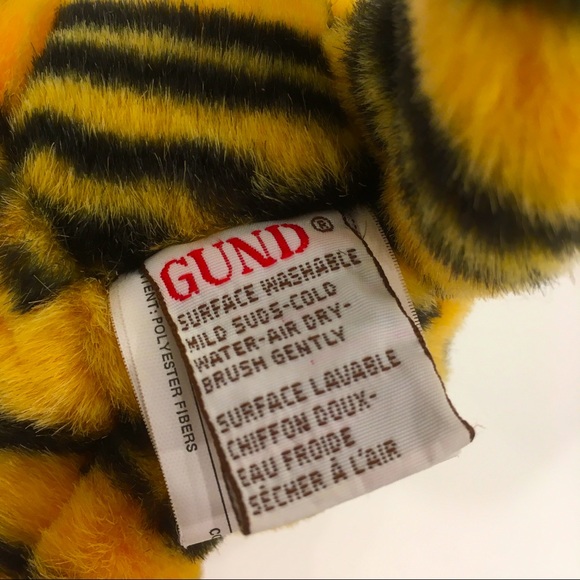 GUND®
SURFACE WASHABLE
MILD SUDS-COLD
WATER-AIR DRY-
BRUSH GENTLY
SURFACE LAVABLE
CHIFFON DOUX-
EAU FROIDE
SÉCHER À L'AIR
ENT: POLYESTER FIBERS